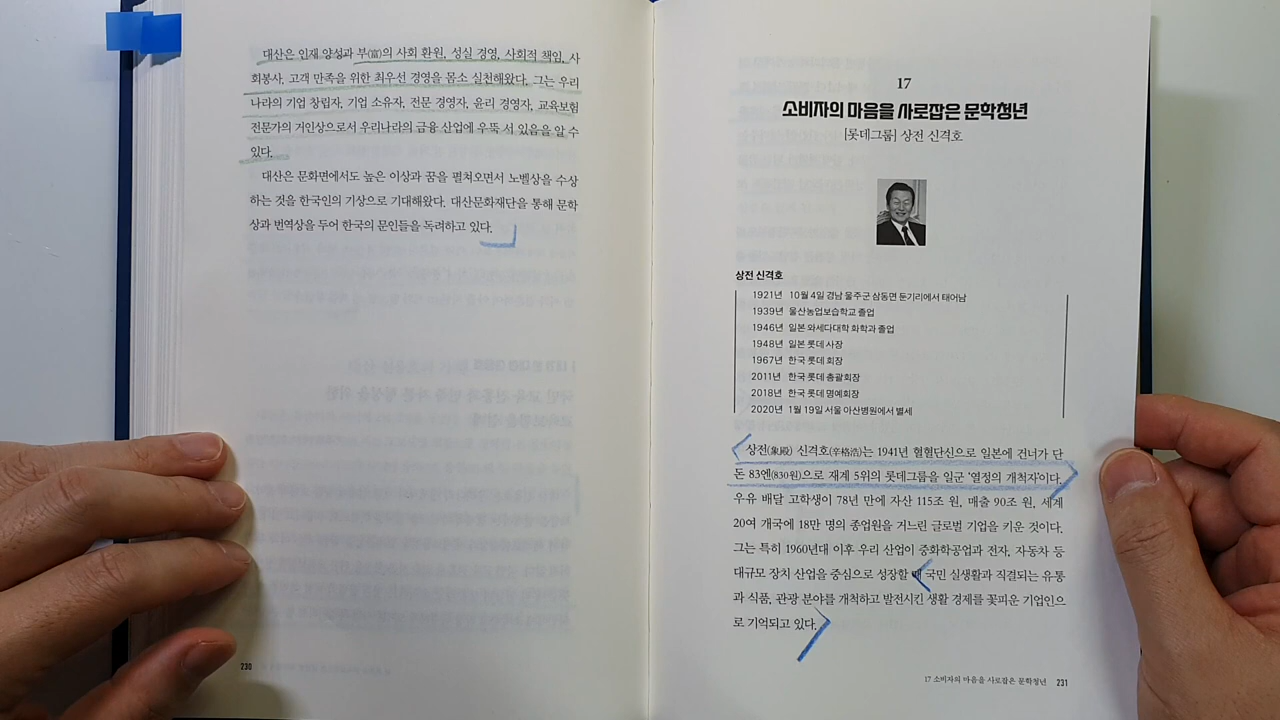 대산은 인재 양성과 부(富)의 사회 환원, 성실 경영, 사회적 책임, 사
회봉사, 고객 만족을 위한 최우선 경영을 몸소 실천해왔다. 그는 우리
나라의 기업 창립자, 기업 소유자, 전문 경영자, 윤리 경영자, 교육보험
전문가의 거인상으로서 우리나라의 금융 산업에 우뚝 서 있음을 알 수
있다.
대산은 문화면에서도 높은 이상과 꿈을 펼쳐오면서 노벨상을 수상
하는 것을 한국인의 기상으로 기대해왔다. 대산문화재단을 통해 문학
상과 번역상을 두어 한국의 문인들을 독려하고 있다.
230
17
소비자의 마음을 사로잡은 문학청년
|롯데그룹| 상전 신격호
상전 신격호
1921년 10월 4일 경남 울주군 삼동면 둔기리에서 태어남
1939년 울산농업보습학교 졸업
1946년 일본 와세다대학 화학과 졸업
1948년 일본 롯데 사장
1967년 한국 롯데 회장
2011년 한국 롯데 총괄회장
2018년 한국 롯데 명예회장
2020년 1월 19일 서울 아산병원에서 별세
상전(象殿) 신격호(辛格浩)는 1941년 혈혈단신으로 일본에 건너가 단
돈 83엔(830원)으로 재계 5위의 롯데그룹을 일군 '열정의 개척자'이다.
우유 배달 고학생이 78년 만에 자산 115조 원, 매출 90조 원, 세계
20여 개국에 18만 명의 종업원을 거느린 글로벌 기업을 키운 것이다.
그는 특히 1960년대 이후 우리 산업이 중화학공업과 전자, 자동차 등
대규모 장치 산업을 중심으로 성장할 때 국민 실생활과 직결되는 유통
과 식품, 관광 분야를 개척하고 발전시킨 생활 경제를 꽃피운 기업인으
로 기억되고 있다.
17 소비자의 마음을 사로잡은 문학청년 231